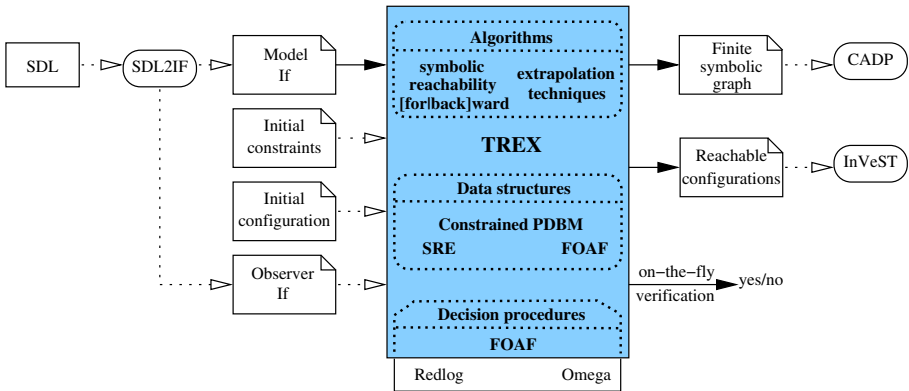 SDL
SDL2IF
Model
If
Initial
constraints
Initial
configuration
Observer
If
Algorithms
symbolic
reachability
[for|back]ward
extrapolation
techniques
TREX
Data structures
Constrained PDBM
SRE FOAF
Decision procedures
FOAF
Redlog Omega
Finite
symbolic
graph
CADP
Reachable
configurations
InVeST
on−the−fly
verification
yes/no